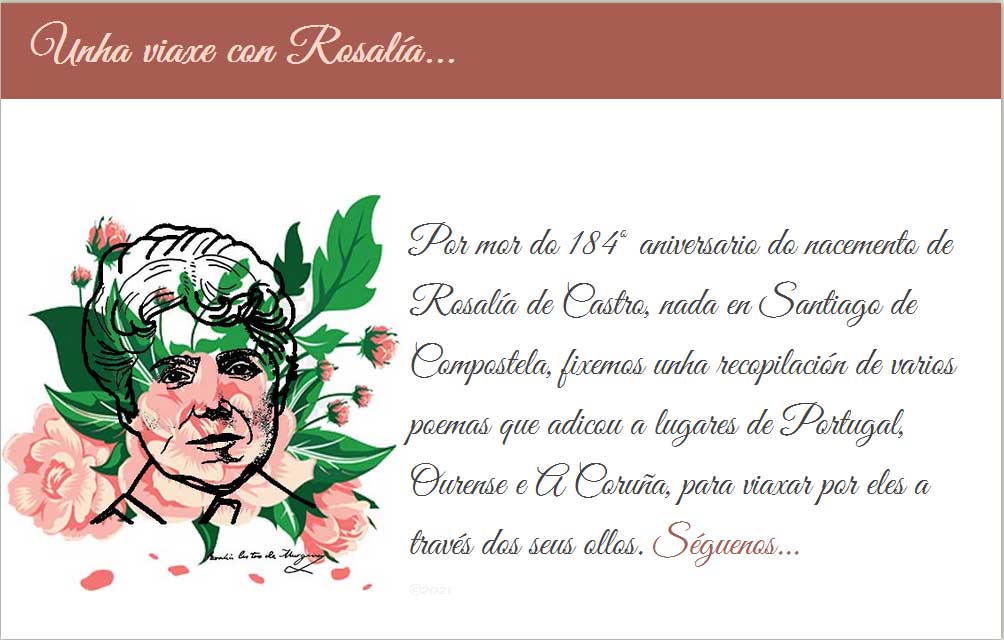 Unha viaxe con Rosalía...
Por mor do 184º aniversario do nacemento de
Rosalía de Castro, nada en Santiago de
Compostela, fixemos unha recopilación de varios
poemas que adicou a lugares de Portugal,
Ourense e A Coruña, para viaxar por eles a
través dos seus ollos. Séguenos...
Rosalía Castro de Murguía
©2021